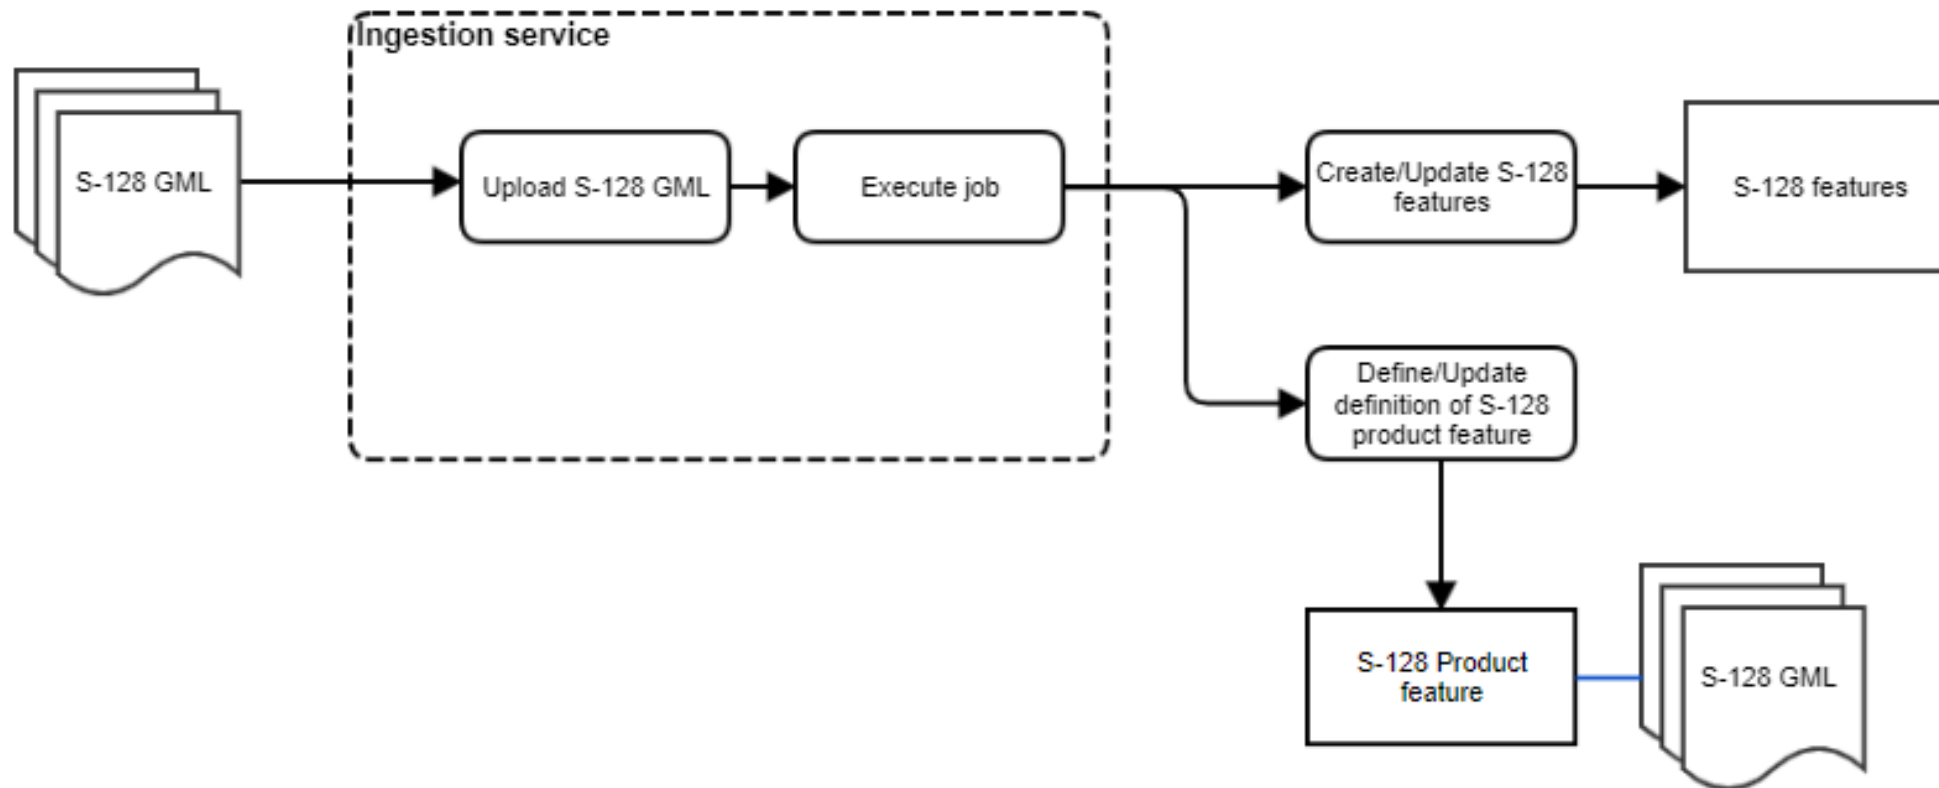 Ingestion service
S-128 GML
Upload S-128 GML
Execute job
Create/Update S-128
features
S-128 features
Define/Update
definition of S-128
product feature
S-128 Product
feature
S-128 GML